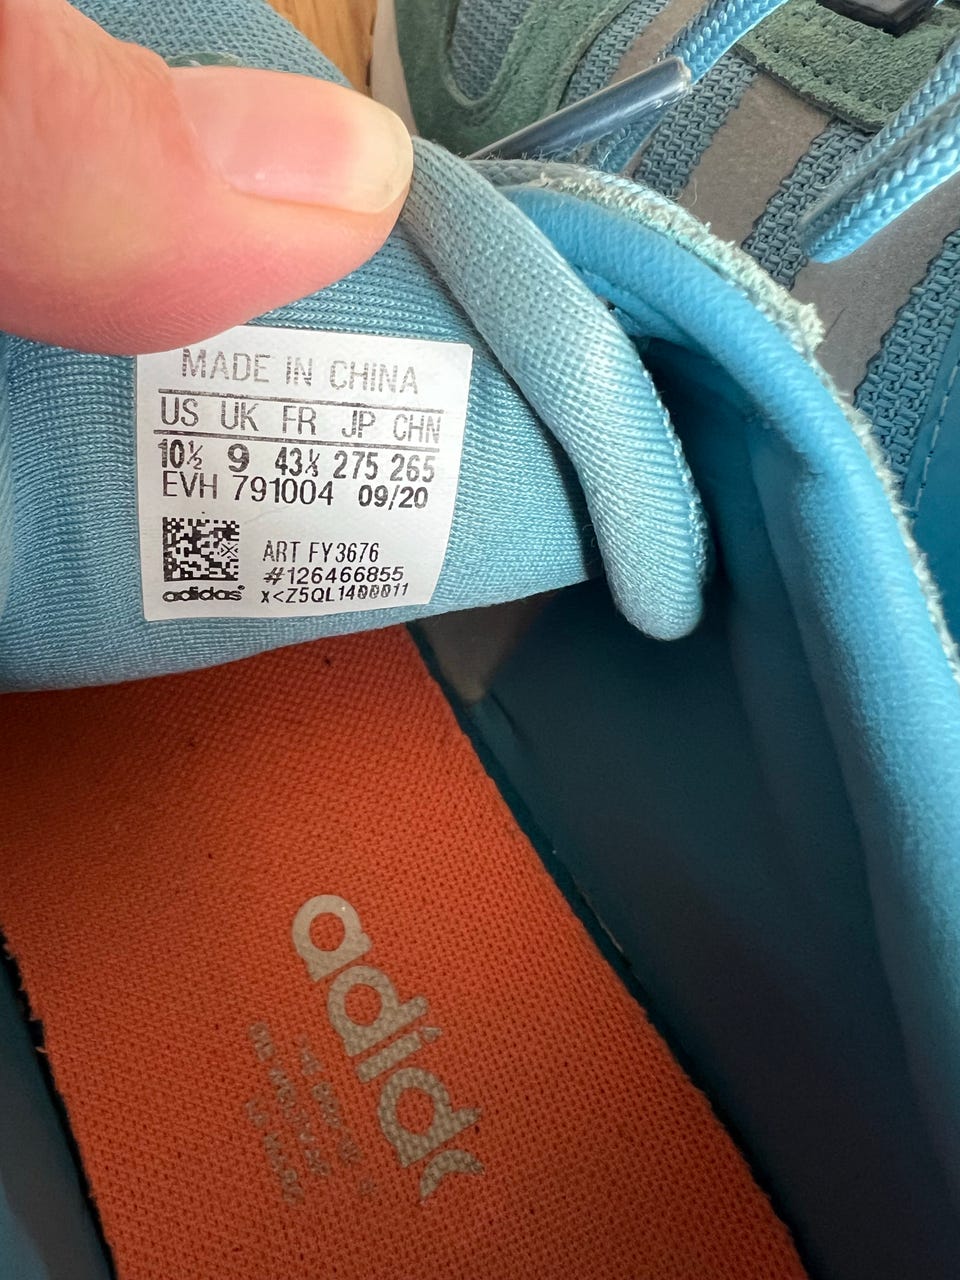 MADE IN CHINA
US UK FR JP CHN
10½ 9 43⅓ 275 265
EVH 791004 09/20
ART FY3676
#126466855
adidas® x<Z5QL1400011
adidas